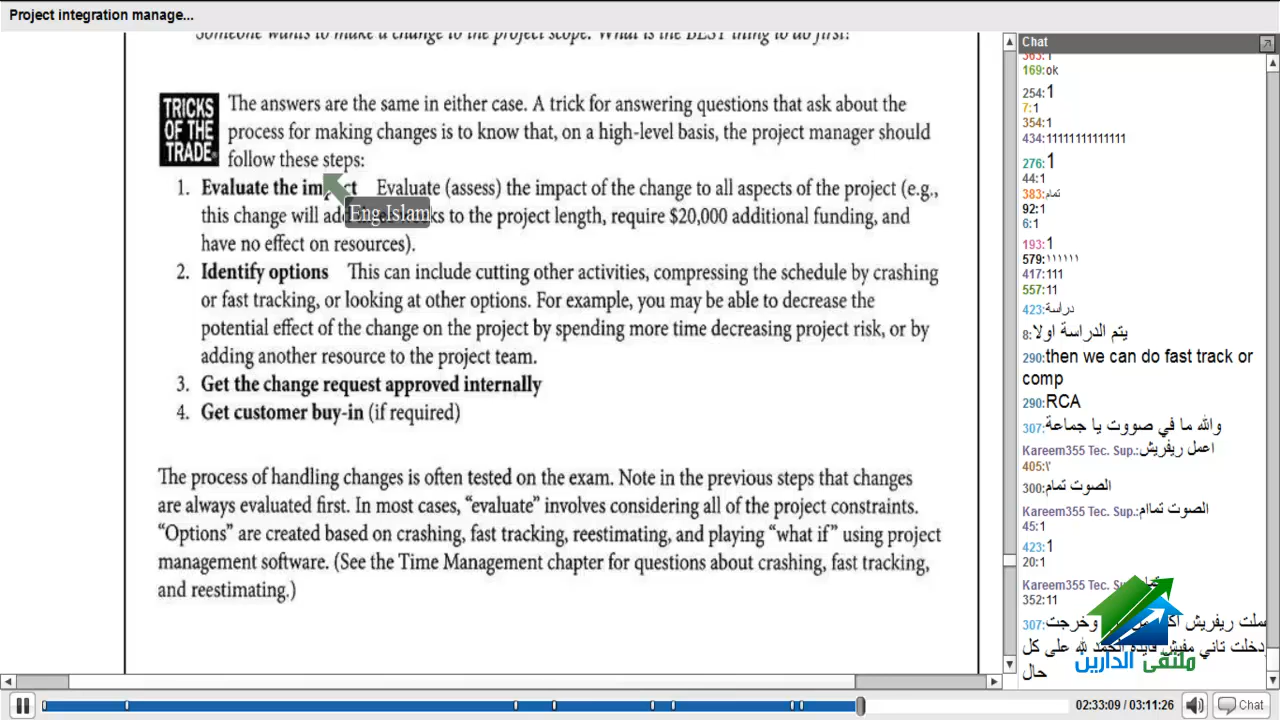 Project integration manage...
Someone wants to make a change to the project scope. What is the BEST thing to do first?
TRICKS
OF THE
TRADE®
The answers are the same in either case. A trick for answering questions that ask about the
process for making changes is to know that, on a high-level basis, the project manager should
follow these steps:
1. Evaluate the impact Evaluate (assess) the impact of the change to all aspects of the project (e.g.,
this change will add weeks to the project length, require $20,000 additional funding, and
Eng.Islam
have no effect on resources).
2. Identify options This can include cutting other activities, compressing the schedule by crashing
or fast tracking, or looking at other options. For example, you may be able to decrease the
potential effect of the change on the project by spending more time decreasing project risk, or by
adding another resource to the project team.
3. Get the change request approved internally
4. Get customer buy-in (if required)
The process of handling changes is often tested on the exam. Note in the previous steps that changes
are always evaluated first. In most cases, “evaluate” involves considering all of the project constraints.
“Options” are created based on crashing, fast tracking, reestimating, and playing “what if” using project
management software. (See the Time Management chapter for questions about crashing, fast tracking,
and reestimating.)
Chat
363:1
169:ok
254:1
7:1
354:1
434:11111111111111
276:1
44:1
383:تمام
92:1
6:1
193:1
579:١١١١١١
417:111
557:11
423:دراسة
8:يتم الدراسة اولا
290:then we can do fast track or
comp
290:RCA
307:والله ما في صووت يا جماعة
Kareem355 Tec. Sup.:اعمل ريفريش
405:١'
300:الصوت تمام
Kareem355 Tec. Sup.:الصوت تماام
45:1
423:1
20:1
Kareem355 Tec. Sup
352:11
307:عملت ريفريش وخرجت
ودخلت تاني مفيش فايدة الحمد لله على كل
حال
ملتقى الدارين
02:33:09 / 03:11:26
Chat